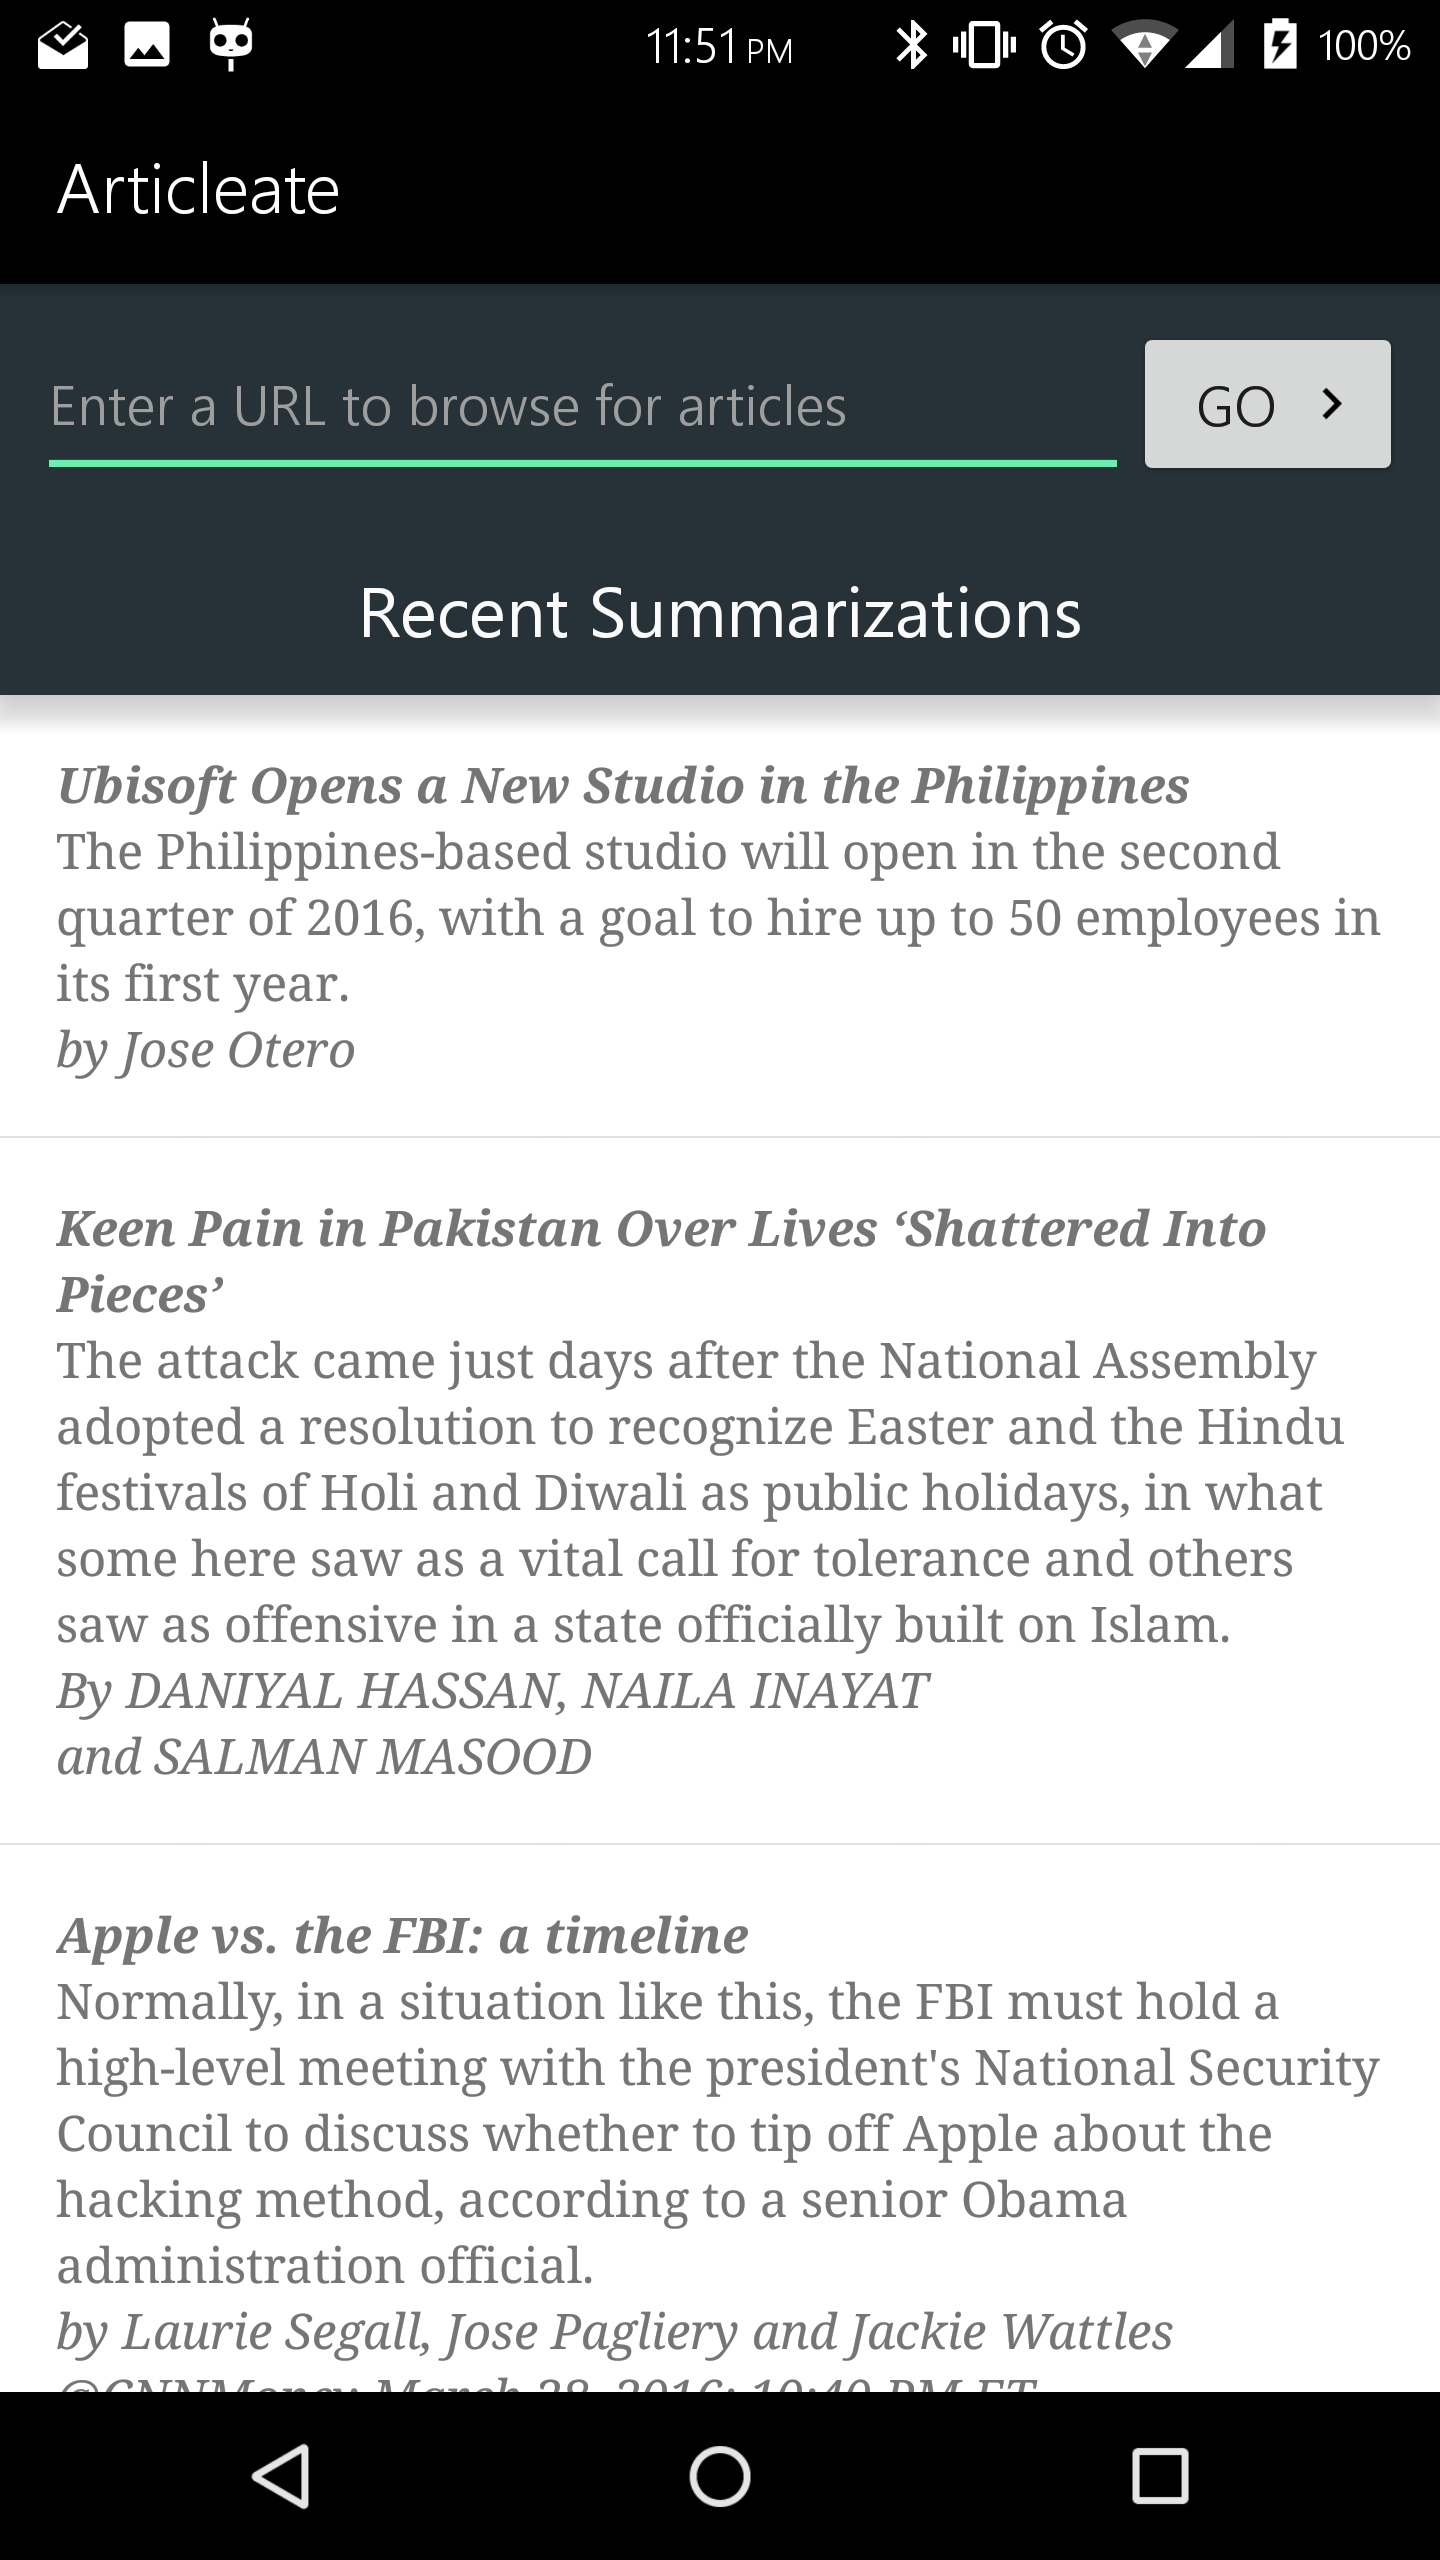 11:51 PM
100%
Articleate
Enter a URL to browse for articles
GO
Recent Summarizations
Ubisoft Opens a New Studio in the Philippines
The Philippines-based studio will open in the second
quarter of 2016, with a goal to hire up to 50 employees in
its first year.
by Jose Otero
Keen Pain in Pakistan Over Lives ‘Shattered Into
Pieces’
The attack came just days after the National Assembly
adopted a resolution to recognize Easter and the Hindu
festivals of Holi and Diwali as public holidays, in what
some here saw as a vital call for tolerance and others
saw as offensive in a state officially built on Islam.
By DANIYAL HASSAN, NAILA INAYAT
and SALMAN MASOOD
Apple vs. the FBI: a timeline
Normally, in a situation like this, the FBI must hold a
high-level meeting with the president's National Security
Council to discuss whether to tip off Apple about the
hacking method, according to a senior Obama
administration official.
by Laurie Segall, Jose Pagliery and Jackie Wattles
@CNNMoney March 28, 2016: 10:40 PM ET